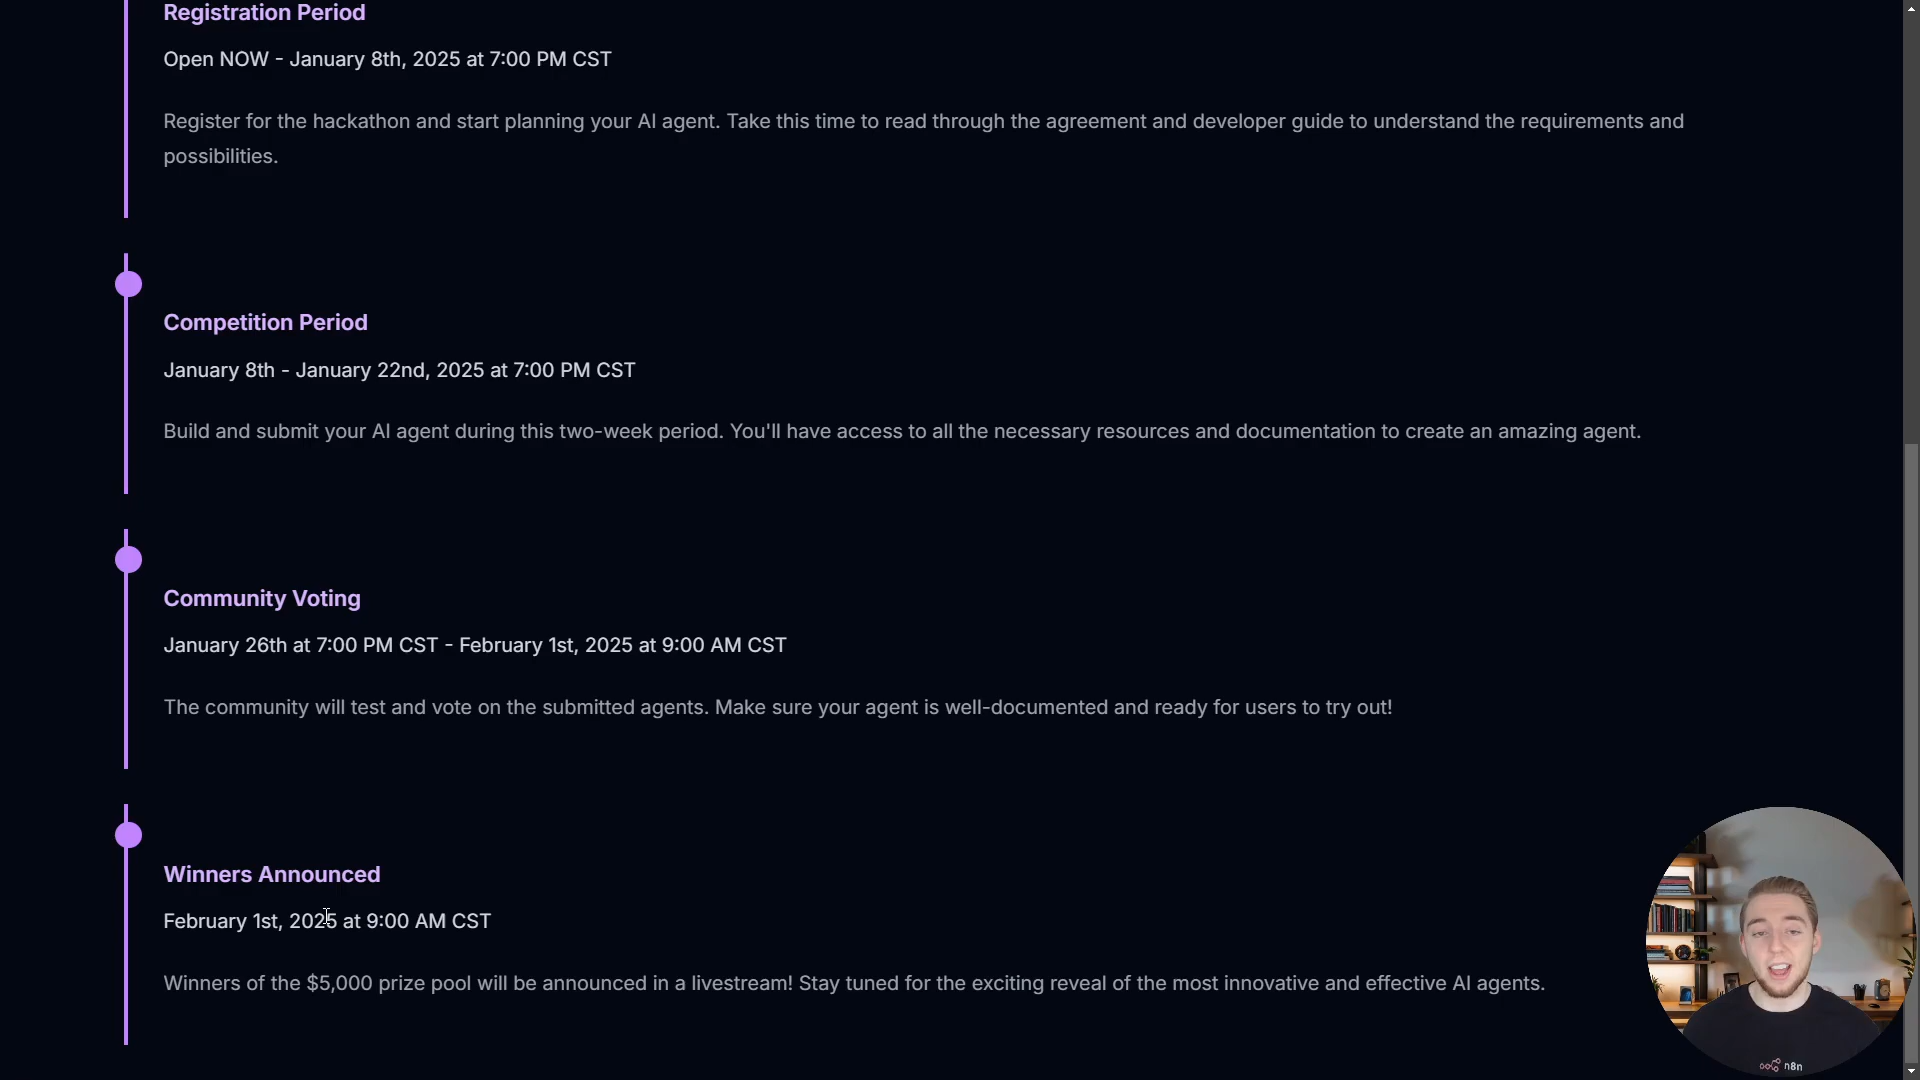 Registration Period
Open NOW - January 8th, 2025 at 7:00 PM CST
Register for the hackathon and start planning your AI agent. Take this time to read through the agreement and developer guide to understand the requirements and
possibilities.
Competition Period
January 8th - January 22nd, 2025 at 7:00 PM CST
Build and submit your AI agent during this two-week period. You'll have access to all the necessary resources and documentation to create an amazing agent.
Community Voting
January 26th at 7:00 PM CST - February 1st, 2025 at 9:00 AM CST
The community will test and vote on the submitted agents. Make sure your agent is well-documented and ready for users to try out!
Winners Announced
February 1st, 2025 at 9:00 AM CST
Winners of the $5,000 prize pool will be announced in a livestream! Stay tuned for the exciting reveal of the most innovative and effective AI agents.
n8n